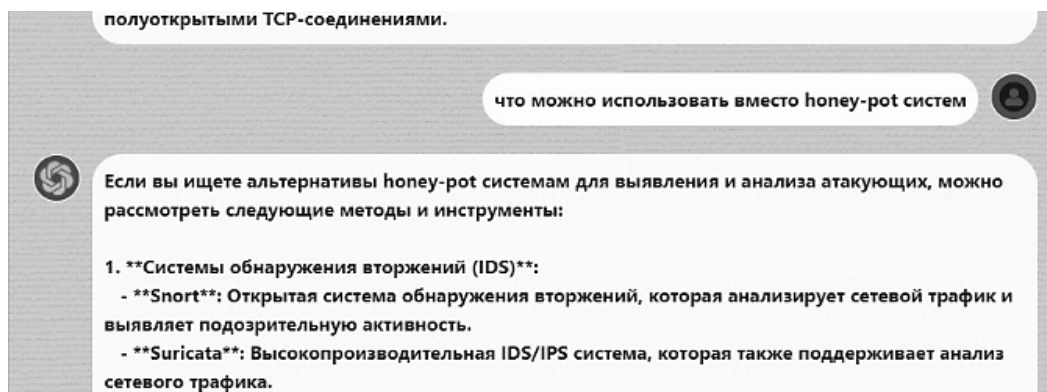 полуоткрытыми TCP-соединениями.
что можно использовать вместо honey-pot систем
Если вы ищете альтернативы honey-pot системам для выявления и анализа атакующих, можно
рассмотреть следующие методы и инструменты:
1. **Системы обнаружения вторжений (IDS)**:
- **Snort**: Открытая система обнаружения вторжений, которая анализирует сетевой трафик и
выявляет подозрительную активность.
- **Suricata**: Высокопроизводительная IDS/IPS система, которая также поддерживает анализ
сетевого трафика.